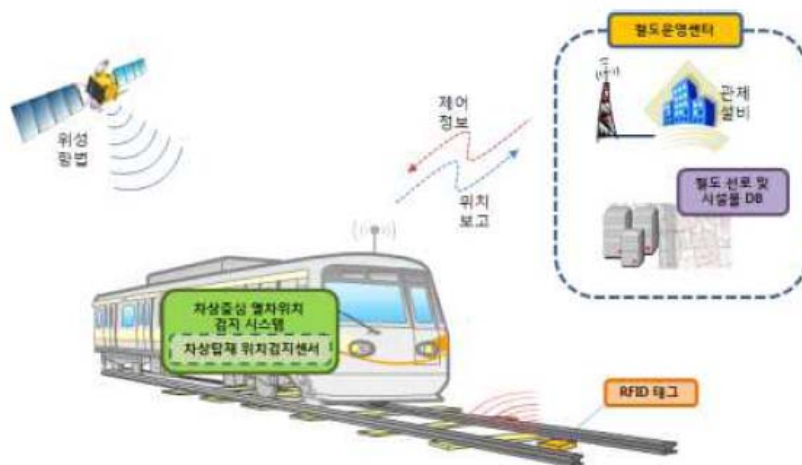 철도운영센터
관제
설비
제어
정보
위성
항법
위치
보고
철도 선로 및
시설물 DB
차상중심 열차위치
검지 시스템
차상탑재 위치검지센서
RFID 태그